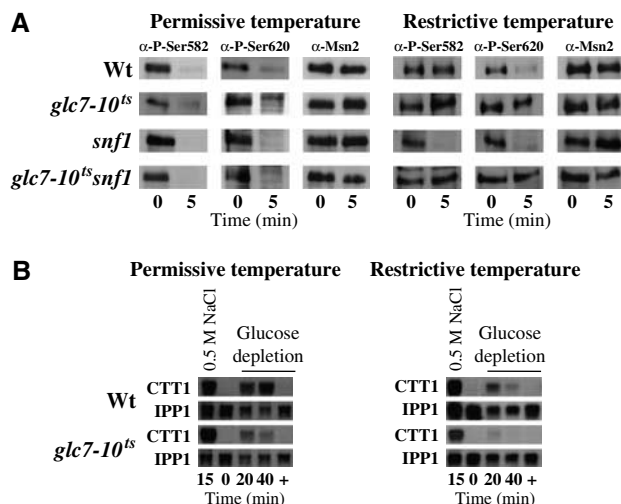 A
Permissive temperature Restrictive temperature
α-P-Ser582 α-P-Ser620 α-Msn2 α-P-Ser582 α-P-Ser620 α-Msn2
Wt
glc7-10ts
snf1
glc7-10tssnf1
0 5 0 5 0 5 0 5 0 5 0 5
Time (min) Time (min)
B
Permissive temperature Restrictive temperature
0.5 M NaCl
Glucose
depletion
0.5 M NaCl
Glucose
depletion
Wt
CTT1 CTT1
IPP1 IPP1
glc7-10ts
CTT1 CTT1
IPP1 IPP1
15 0 20 40 + 15 0 20 40 +
Time (min) Time (min)